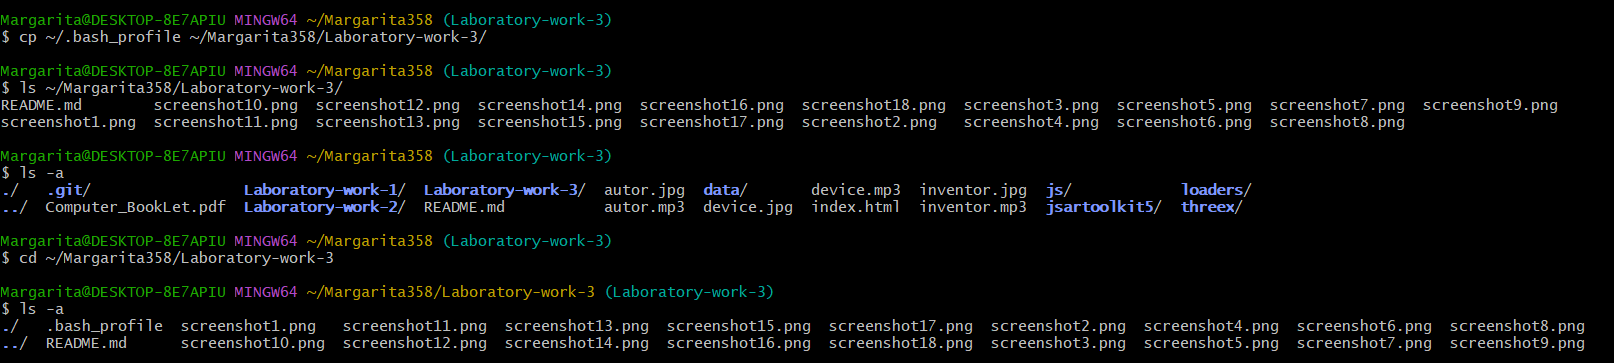 Margarita@DESKTOP-8E7APIU MINGW64 ~/Margarita358 (Laboratory-work-3)
$ cp ~/.bash_profile ~/Margarita358/Laboratory-work-3/
Margarita@DESKTOP-8E7APIU MINGW64 ~/Margarita358 (Laboratory-work-3)
$ ls ~/Margarita358/Laboratory-work-3/
README.md screenshot10.png screenshot12.png screenshot14.png screenshot16.png screenshot18.png screenshot3.png screenshot5.png screenshot7.png screenshot9.png
screenshot1.png screenshot11.png screenshot13.png screenshot15.png screenshot17.png screenshot2.png screenshot4.png screenshot6.png screenshot8.png
Margarita@DESKTOP-8E7APIU MINGW64 ~/Margarita358 (Laboratory-work-3)
$ ls -a
./ .git/ Laboratory-work-1/ Laboratory-work-3/ autor.jpg data/ device.mp3 inventor.jpg js/ loaders/
../ Computer_BookLet.pdf Laboratory-work-2/ README.md autor.mp3 device.jpg index.html inventor.mp3 jsartoolkit5/ threex/
Margarita@DESKTOP-8E7APIU MINGW64 ~/Margarita358 (Laboratory-work-3)
$ cd ~/Margarita358/Laboratory-work-3
Margarita@DESKTOP-8E7APIU MINGW64 ~/Margarita358/Laboratory-work-3 (Laboratory-work-3)
$ ls -a
./ .bash_profile screenshot1.png screenshot11.png screenshot13.png screenshot15.png screenshot17.png screenshot2.png screenshot4.png screenshot6.png screenshot8.png
../ README.md screenshot10.png screenshot12.png screenshot14.png screenshot16.png screenshot18.png screenshot3.png screenshot5.png screenshot7.png screenshot9.png